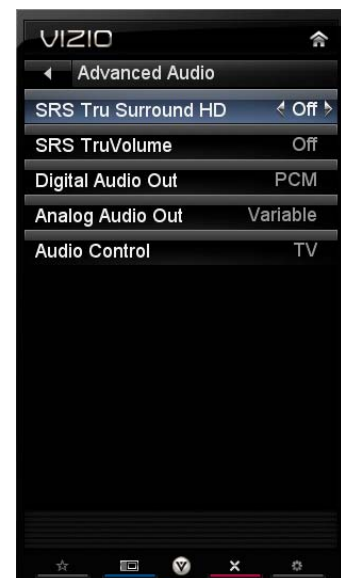 VIZIO
Advanced Audio
SRS Tru Surround HD Off
SRS TruVolume Off
Digital Audio Out PCM
Analog Audio Out Variable
Audio Control TV
V